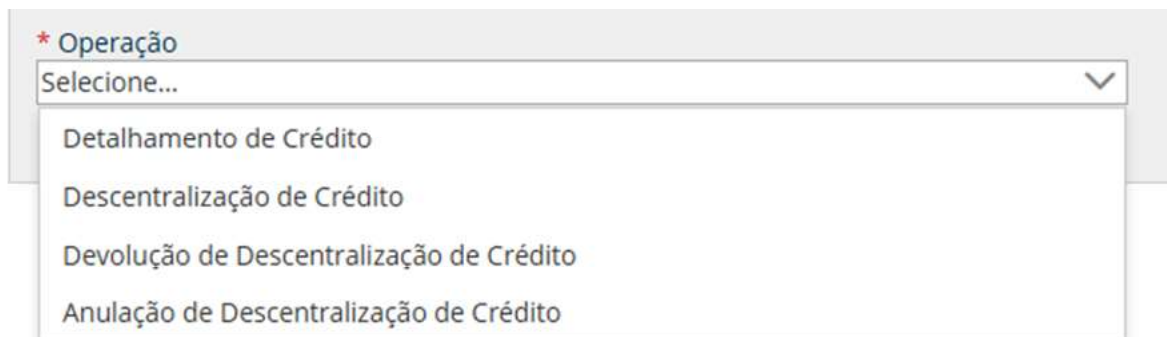 * Operação
Selecione...
Detalhamento de Crédito
Descentralização de Crédito
Devolução de Descentralização de Crédito
Anulação de Descentralização de Crédito